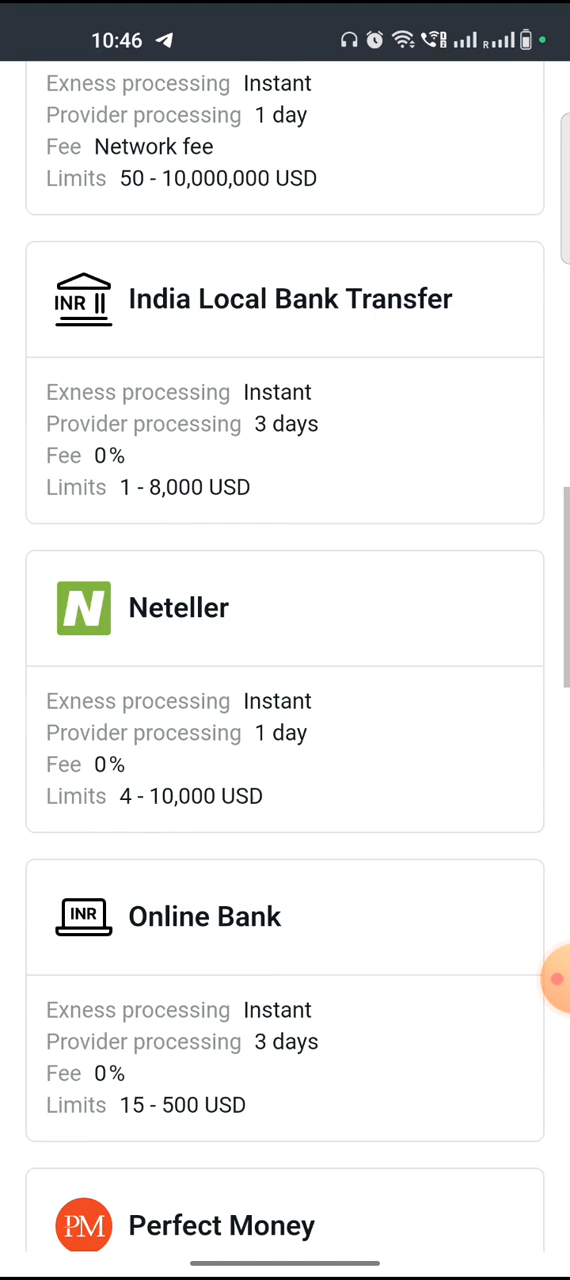 10:46
R
Exness processing Instant
Provider processing 1 day
Fee Network fee
Limits 50 - 10,000,000 USD
INR
India Local Bank Transfer
Exness processing Instant
Provider processing 3 days
Fee 0%
Limits 1 - 8,000 USD
N
Neteller
Exness processing Instant
Provider processing 1 day
Fee 0%
Limits 4 - 10,000 USD
INR
Online Bank
Exness processing Instant
Provider processing 3 days
Fee 0%
Limits 15 - 500 USD
PM
Perfect Money